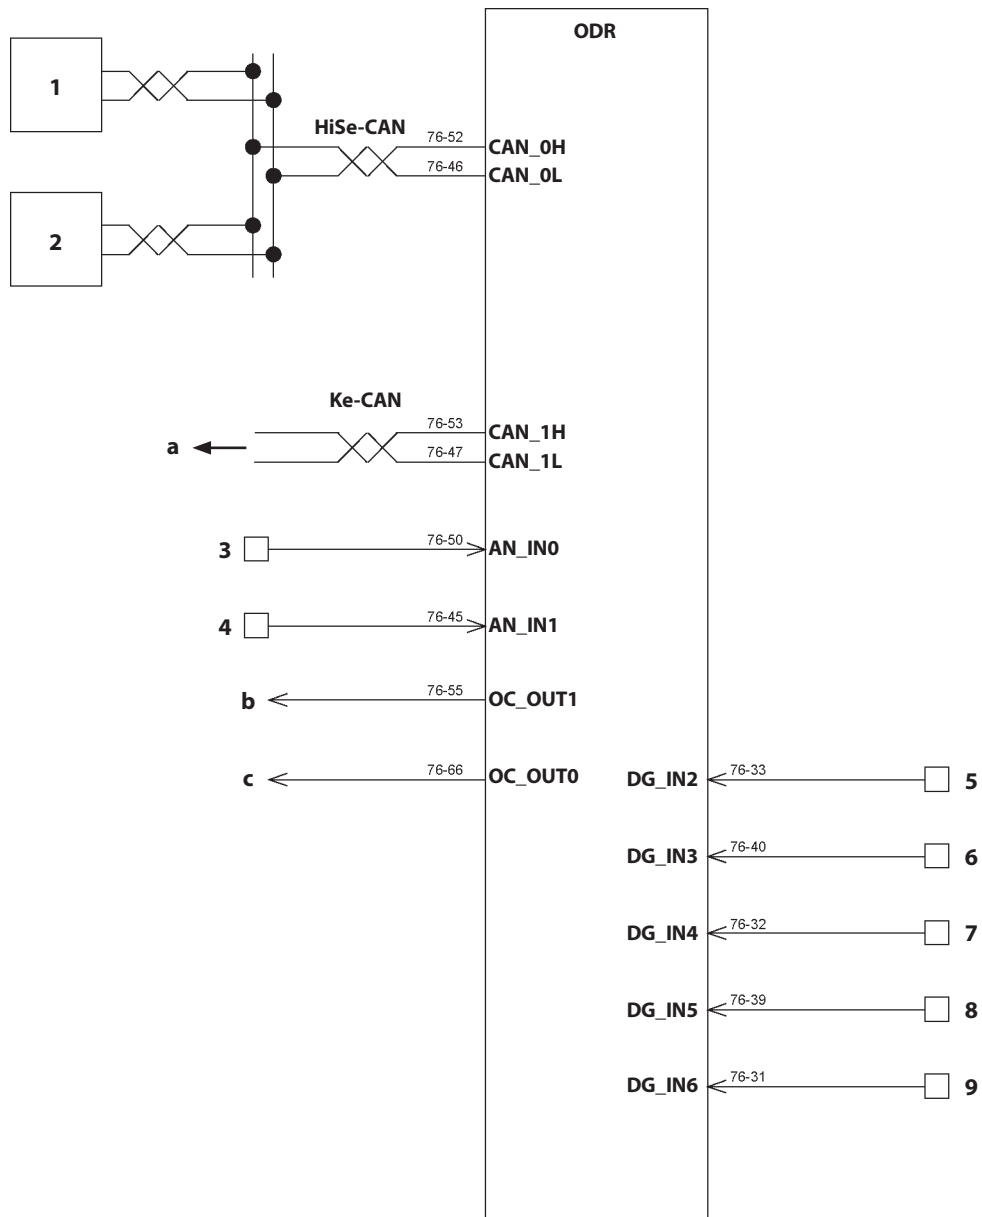 ODR
1
HiSe-CAN
76-52
CAN_0H
76-46
CAN_0L
2
Ke-CAN
76-53
CAN_1H
a
76-47
CAN_1L
3
76-50
AN_IN0
4
76-45
AN_IN1
b
76-55
OC_OUT1
c
76-66
OC_OUT0
DG_IN2
76-33
5
DG_IN3
76-40
6
DG_IN4
76-32
7
DG_IN5
76-39
8
DG_IN6
76-31
9